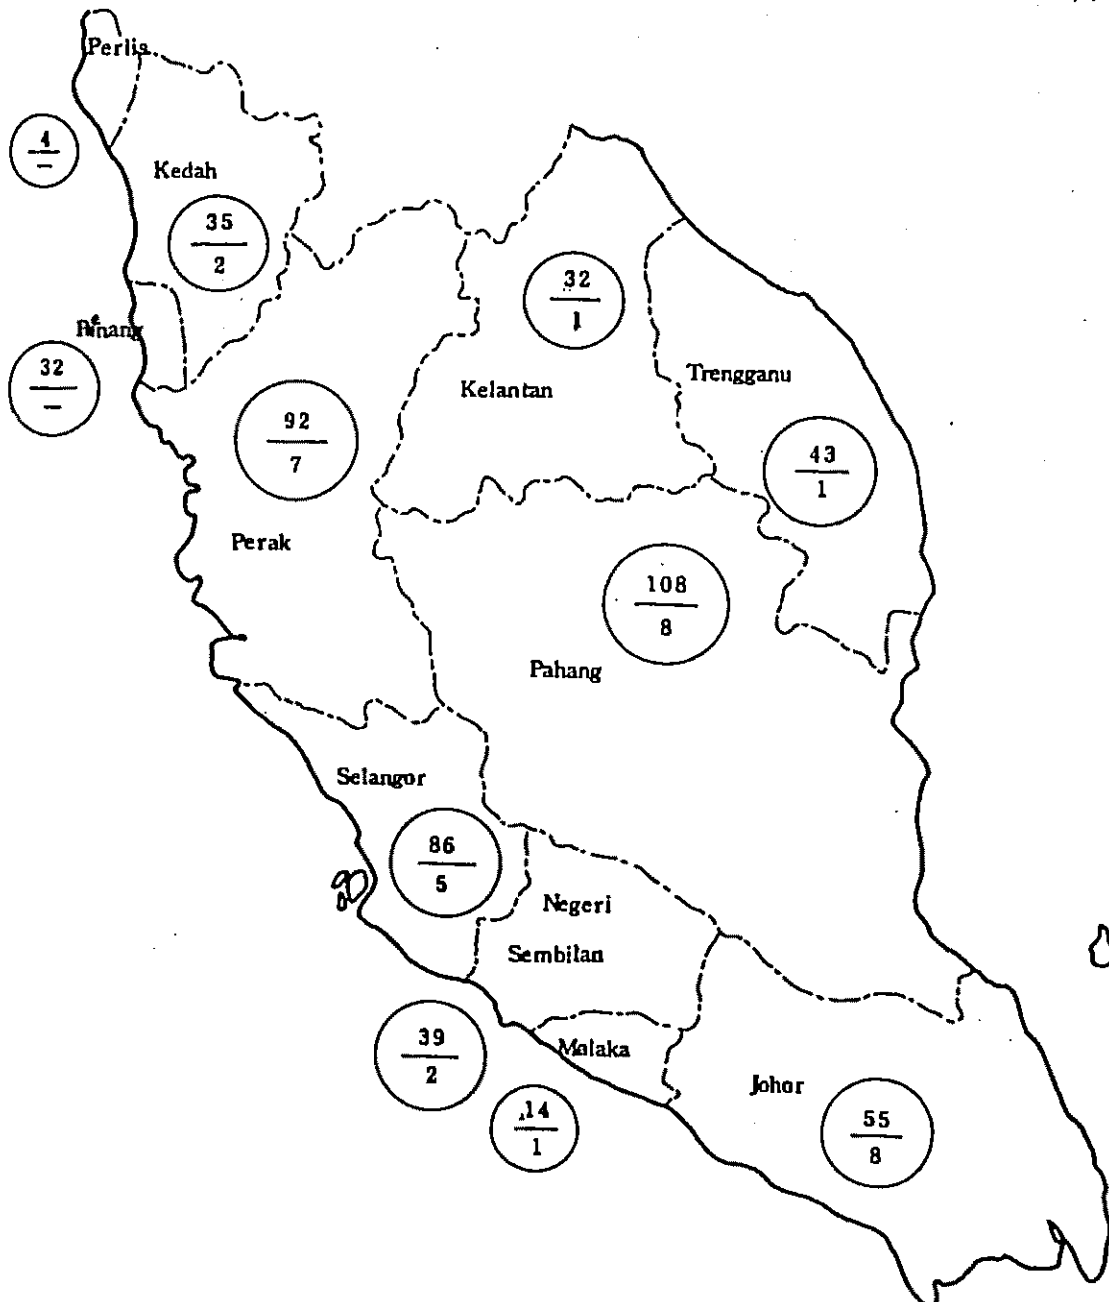 Perlis
4
—
Kedah
35
2
Pinang
32
—
32
1
Kelantan
Trengganu
43
1
92
7
Perak
108
8
Pahang
Selangor
86
5
Negeri
Sembilan
39
2
Malaka
14
1
Johor
55
8